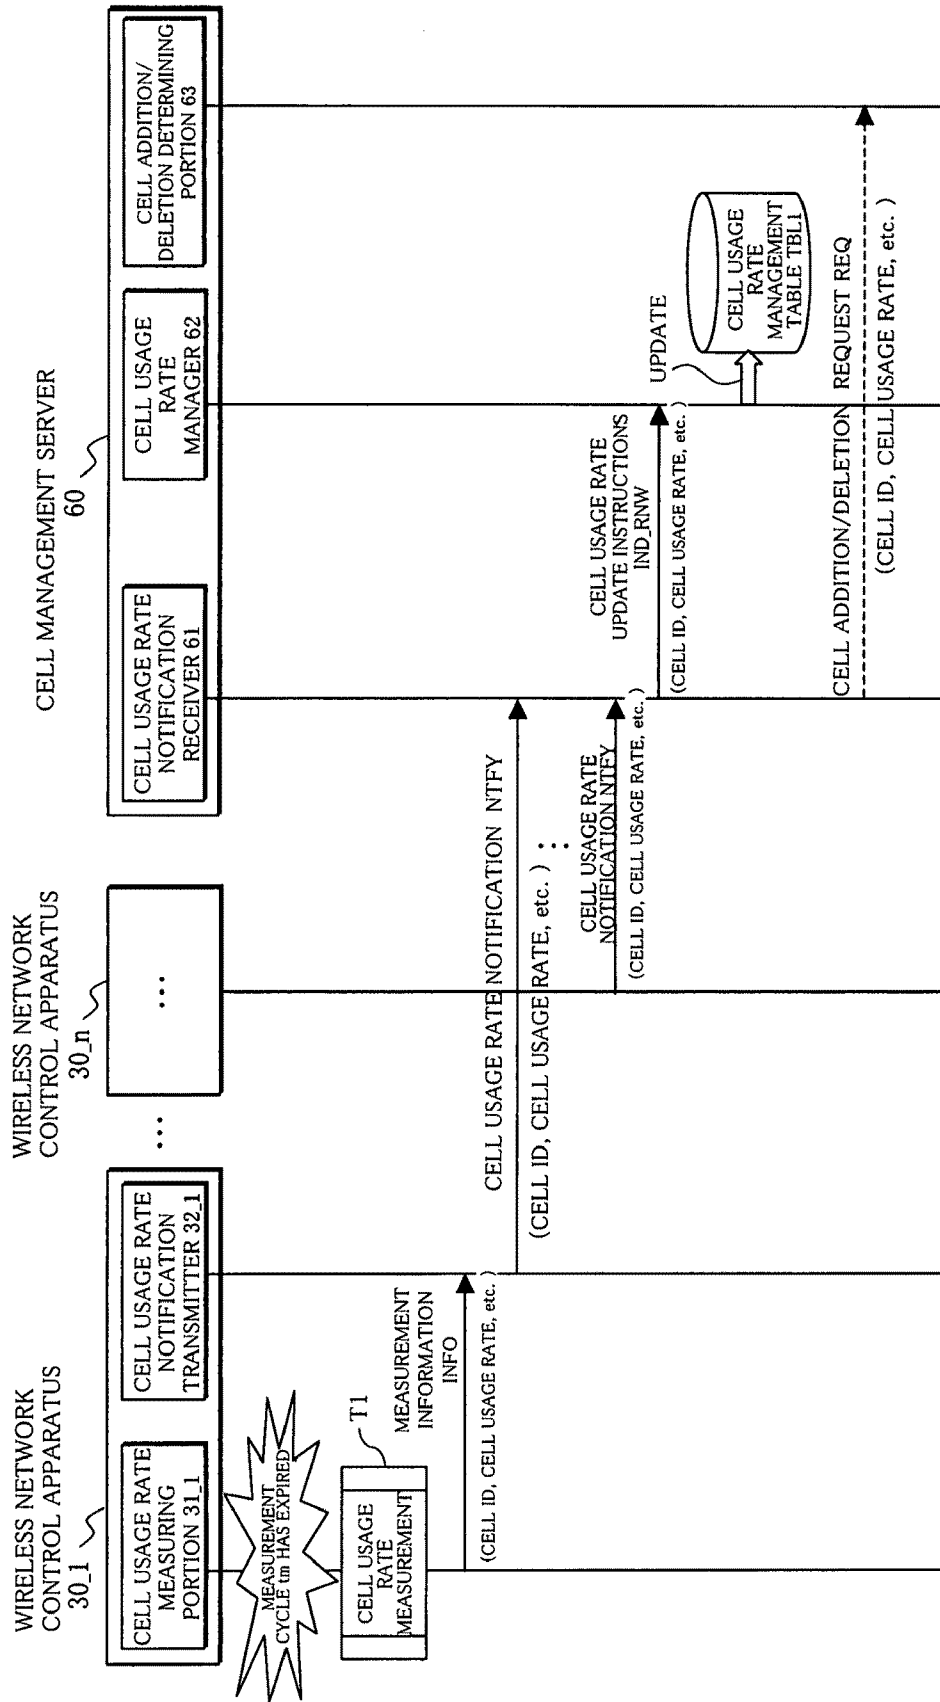 WIRELESS NETWORK
CONTROL APPARATUS
30_1
CELL USAGE RATE
MEASURING
PORTION 31_1
CELL USAGE RATE
NOTIFICATION
TRANSMITTER 32_1
...
WIRELESS NETWORK
CONTROL APPARATUS
30_n
...
CELL MANAGEMENT SERVER
60
CELL USAGE RATE
NOTIFICATION
RECEIVER 61
CELL USAGE
RATE
MANAGER 62
CELL ADDITION/
DELETION DETERMINING
PORTION 63
MEASUREMENT
CYCLE tm HAS EXPIRED
CELL USAGE
RATE
MEASUREMENT
T1
MEASUREMENT
INFORMATION
INFO
(CELL ID, CELL USAGE RATE, etc. )
CELL USAGE RATE NOTIFICATION NTFY
(CELL ID, CELL USAGE RATE, etc. )
...
CELL USAGE RATE
NOTIFICATION NTFY
(CELL ID, CELL USAGE RATE, etc. )
CELL USAGE RATE
UPDATE INSTRUCTIONS
IND_RNW
(CELL ID, CELL USAGE RATE, etc. )
UPDATE
CELL USAGE
RATE
MANAGEMENT
TABLE TBL1
CELL ADDITION/DELETION REQUEST REQ
(CELL ID, CELL USAGE RATE, etc. )